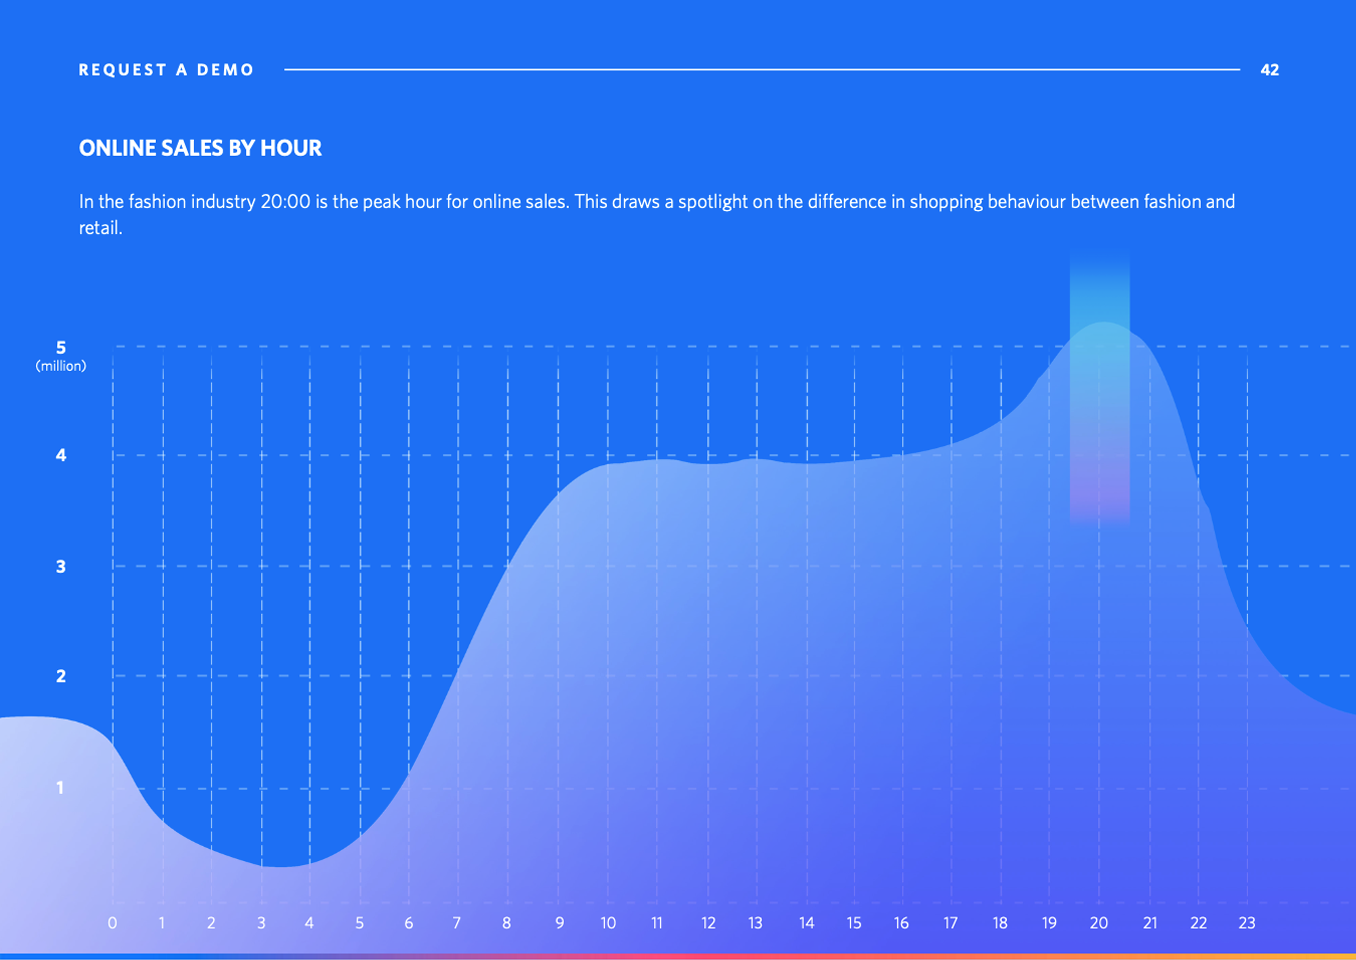 REQUEST A DEMO 42
ONLINE SALES BY HOUR
In the fashion industry 20:00 is the peak hour for online sales. This draws a spotlight on the difference in shopping behaviour between fashion and
retail.
5
(million)
4
3
2
1
0 1 2 3 4 5 6 7 8 9 10 11 12 13 14 15 16 17 18 19 20 21 22 23